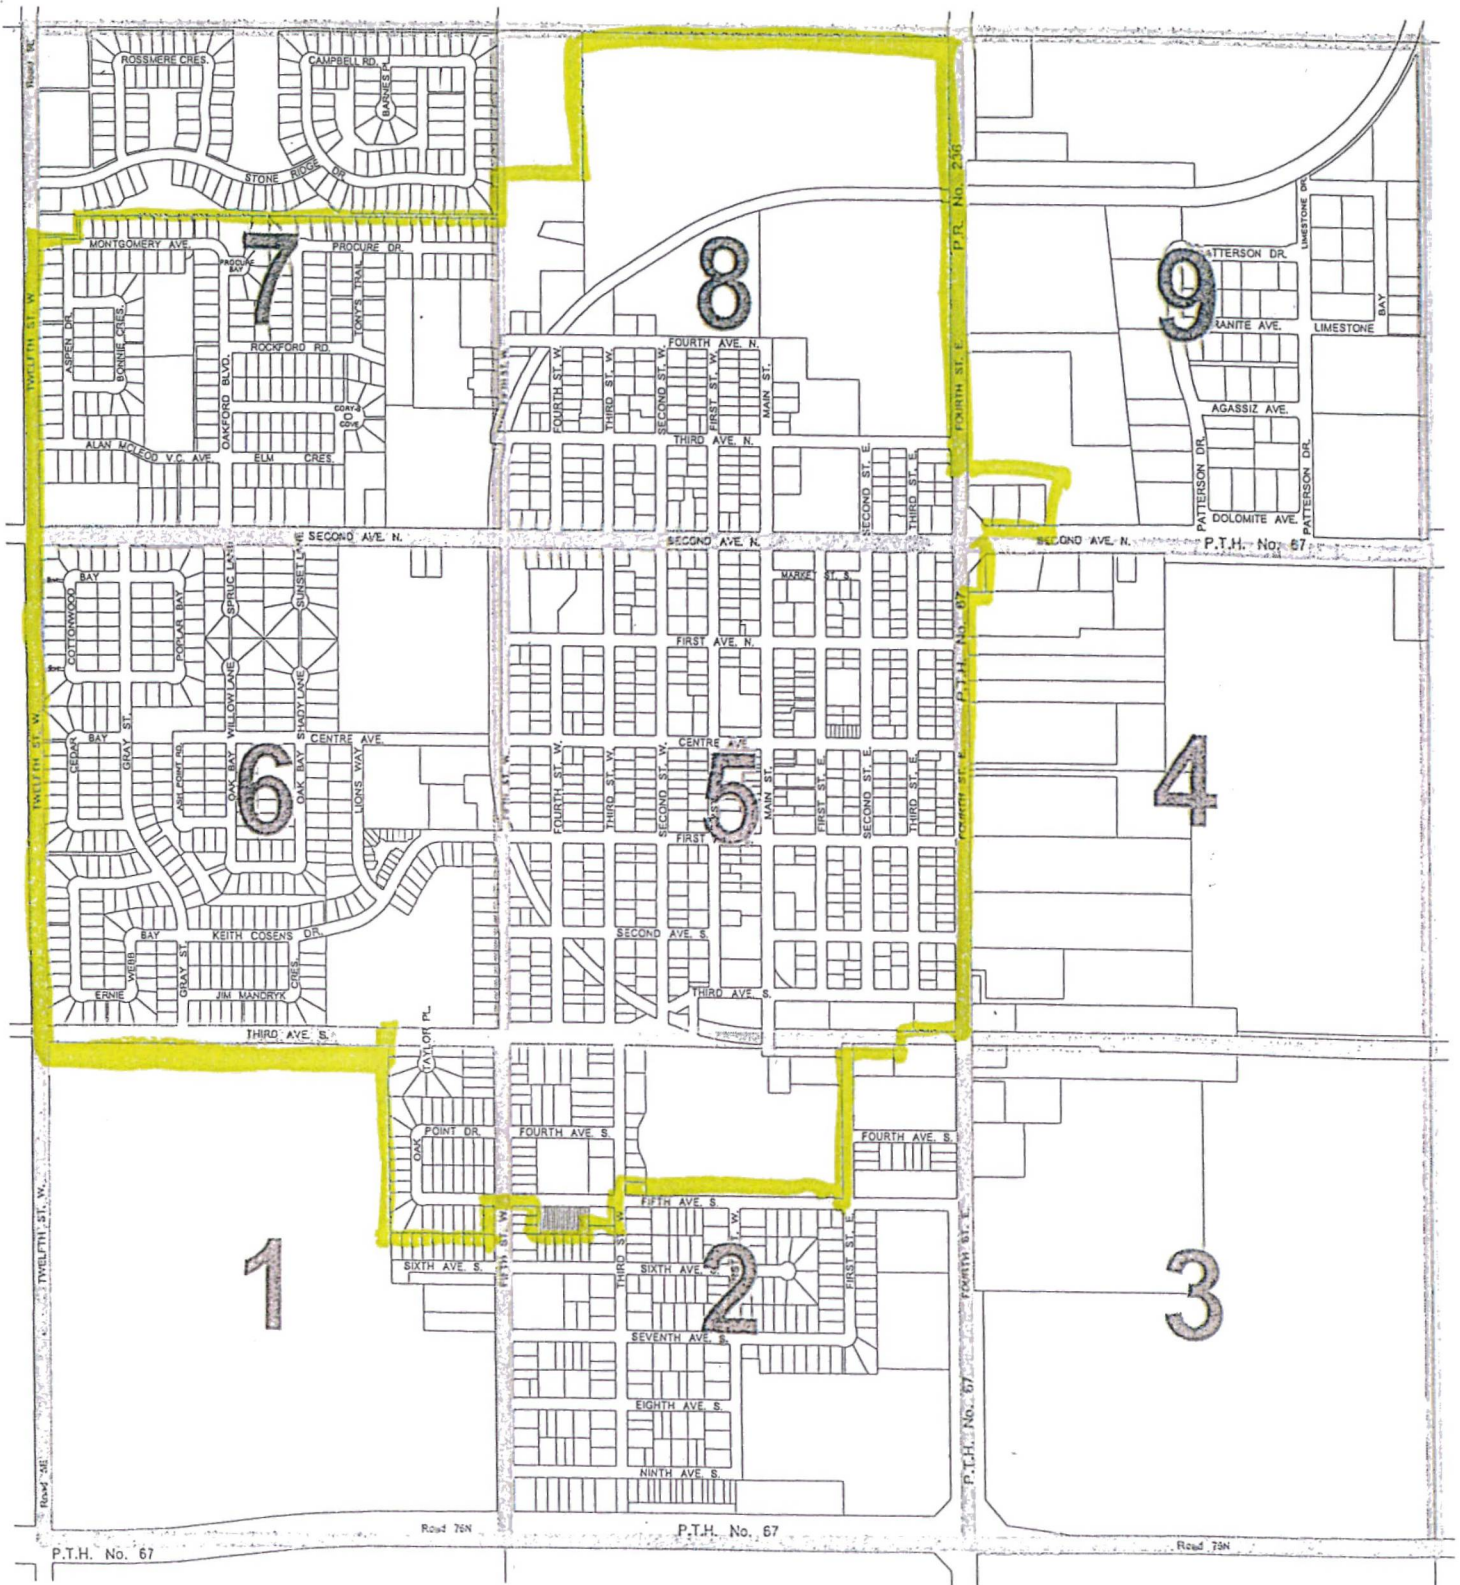 ROSSMERE CRES.
CAMPBELL RD.
STONE RIDGE DR.
P.R. No. 236
LIMESTONE DR.
MONTGOMERY AVE.
PROCURE BAY
PROCURE DR.
7
8
9
BAY
TWELFTH ST. W.
ASPEN DR.
BONNIE CRES.
TONY'S TRAIL
ROCKFORD RD.
RANITE AVE.
LIMESTONE
OAKFORD BLVD.
FOURTH AVE. N.
FOURTH ST. W.
THIRD ST. W.
SECOND ST. W.
FIRST ST. W.
MAIN ST.
FOURTH ST. E.
CORY'S
COVE
AGASSIZ AVE.
ALAN MCLEOD V.C. AVE.
ELM CRES.
THIRD AVE. N.
SECOND ST. E.
THIRD ST. E.
PATTERSON DR.
PATTERSON DR.
DOLOMITE AVE.
SECOND AVE. N.
SECOND AVE. N.
SECOND AVE. N.
P.T.H. No. 67
BAY
COTTONWOOD
POPLAR BAY
SUNSET LANE
MARKET ST. S.
WILLOW LANE
SHADY LANE
FIRST AVE. N.
P.T.H. No. 67
TWELFTH ST. W.
CEDAR
BAY
GRAY ST.
ASH POINT RD.
OAK BAY
OAK BAY
CENTRE AVE.
LIONS WAY
CENTRE AVE.
6
5
4
FOURTH ST. W.
THIRD ST. W.
SECOND ST. W.
MAIN ST.
FIRST ST. E.
SECOND ST. E.
THIRD ST. E.
FOURTH ST. E.
FIRST
BAY
KEITH COSENS DR.
SECOND AVE. S.
WEBB
GRAY ST.
CRES.
ERNIE
JIM MANDRYK
THIRD AVE. S.
THIRD AVE. S.
TAYLOR PL.
OAK
POINT DR.
FOURTH AVE. S.
FOURTH AVE. S.
FIFTH AVE. S.
TWELFTH ST. W.
FIFTH ST. W.
THIRD ST. W.
FIRST ST. E.
FOURTH ST. E.
1
2
3
SIXTH AVE. S.
SIXTH AVE. S.
SEVENTH AVE. S.
EIGHTH AVE. S.
P.T.H. No. 67
NINTH AVE. S.
Road 76N
P.T.H. No. 67
P.T.H. No. 67